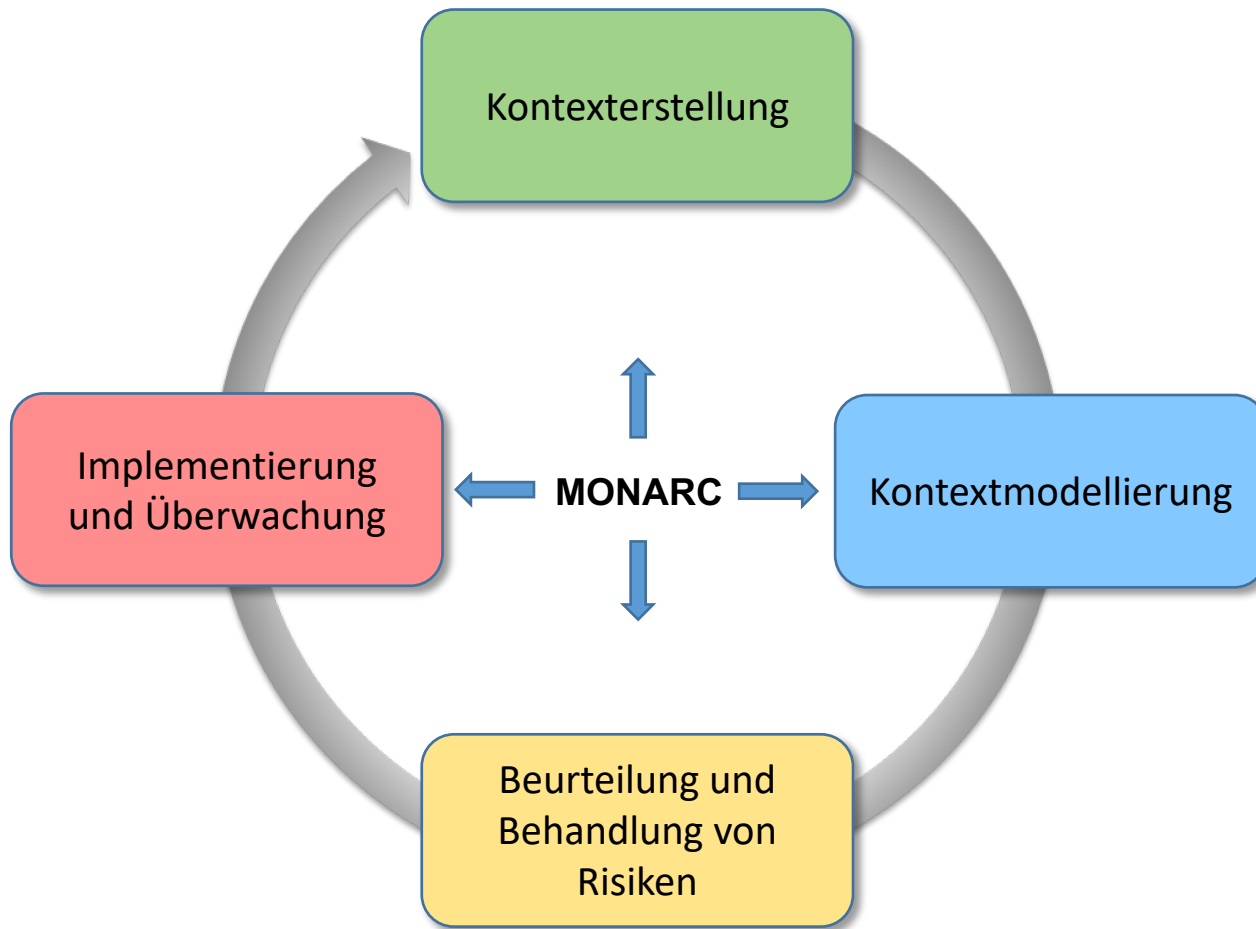 Kontexterstellung
Implementierung
und Überwachung
MONARC
Kontextmodellierung
Beurteilung und
Behandlung von
Risiken